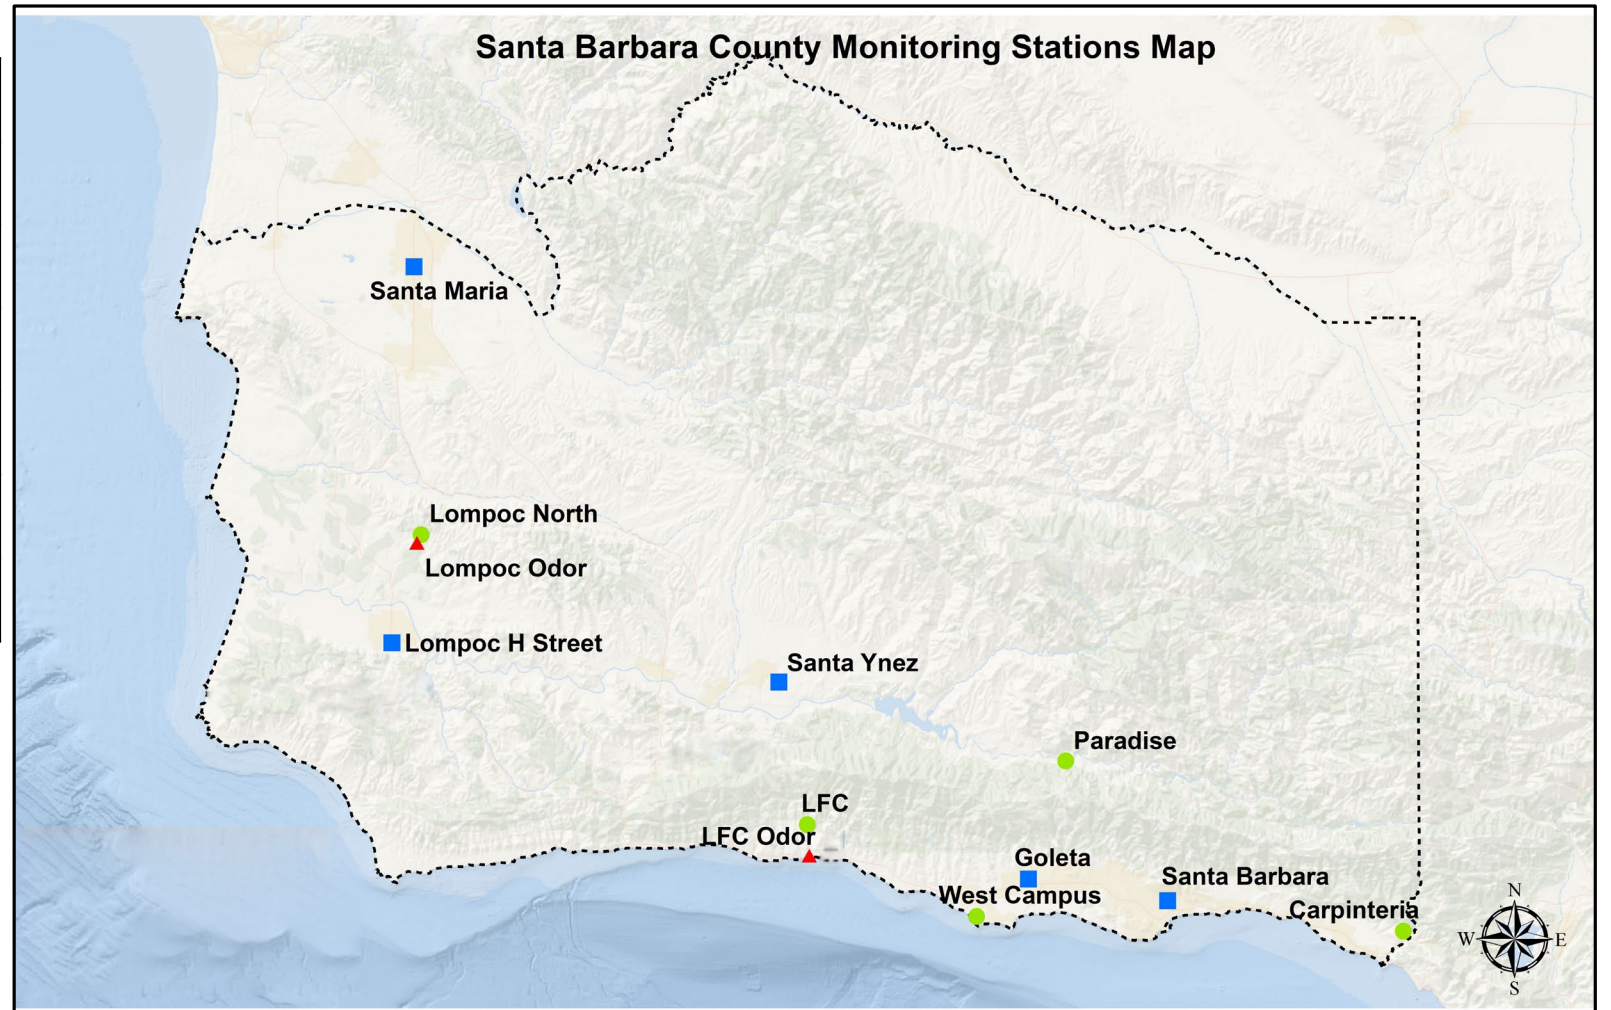 Santa Barbara County Monitoring Stations Map
Santa Maria
Lompoc North
Lompoc Odor
Lompoc H Street
Santa Ynez
Paradise
LFC
LFC Odor
Goleta
West Campus
Santa Barbara
Carpinteria
N
W
E
S